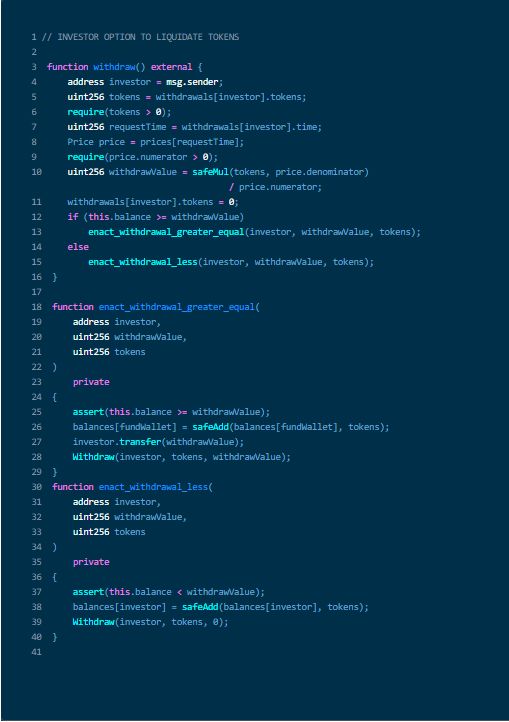 1 // INVESTOR OPTION TO LIQUIDATE TOKENS
2
3 function withdraw() external {
4 address investor = msg.sender;
5 uint256 tokens = withdrawals[investor].tokens;
6 require(tokens > 0);
7 uint256 requestTime = withdrawals[investor].time;
8 Price price = prices[requestTime];
9 require(price.numerator > 0);
10 uint256 withdrawValue = safeMul(tokens, price.denominator)
/ price.numerator;
11 withdrawals[investor].tokens = 0;
12 if (this.balance >= withdrawValue)
13 enact_withdrawal_greater_equal(investor, withdrawValue, tokens);
14 else
15 enact_withdrawal_less(investor, withdrawValue, tokens);
16 }
17
18 function enact_withdrawal_greater_equal(
19 address investor,
20 uint256 withdrawValue,
21 uint256 tokens
22 )
23 private
24 {
25 assert(this.balance >= withdrawValue);
26 balances[fundWallet] = safeAdd(balances[fundWallet], tokens);
27 investor.transfer(withdrawValue);
28 Withdraw(investor, tokens, withdrawValue);
29 }
30 function enact_withdrawal_less(
31 address investor,
32 uint256 withdrawValue,
33 uint256 tokens
34 )
35 private
36 {
37 assert(this.balance < withdrawValue);
38 balances[investor] = safeAdd(balances[investor], tokens);
39 Withdraw(investor, tokens, 0);
40 }
41